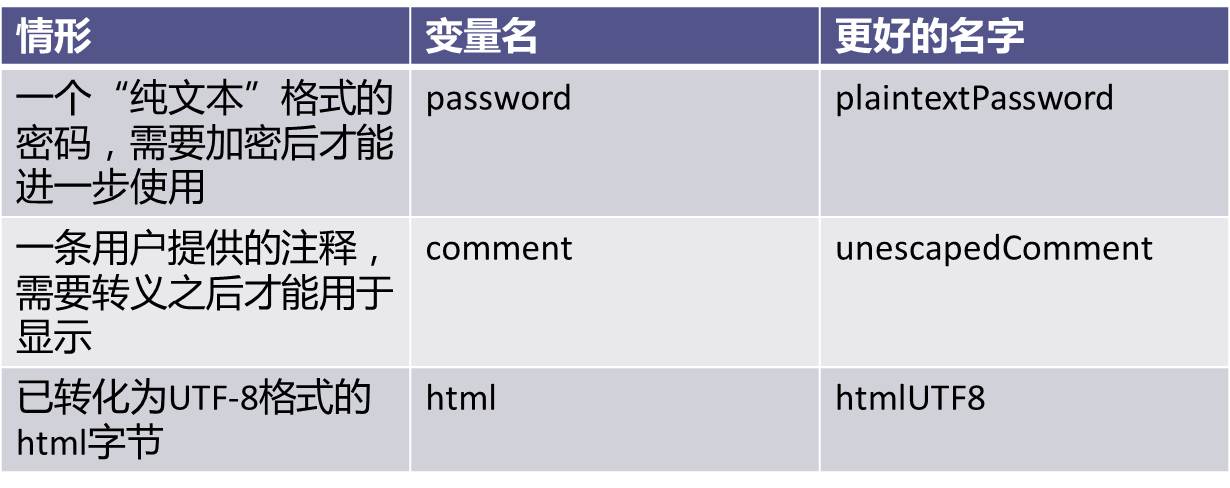 情形 变量名 更好的名字
一个“纯文本”格式的 password plaintextPassword
密码，需要加密后才能
进一步使用
一条用户提供的注释， comment unescapedComment
需要转义之后才能用于
显示
已转化为UTF-8格式的 html htmlUTF8
html字节